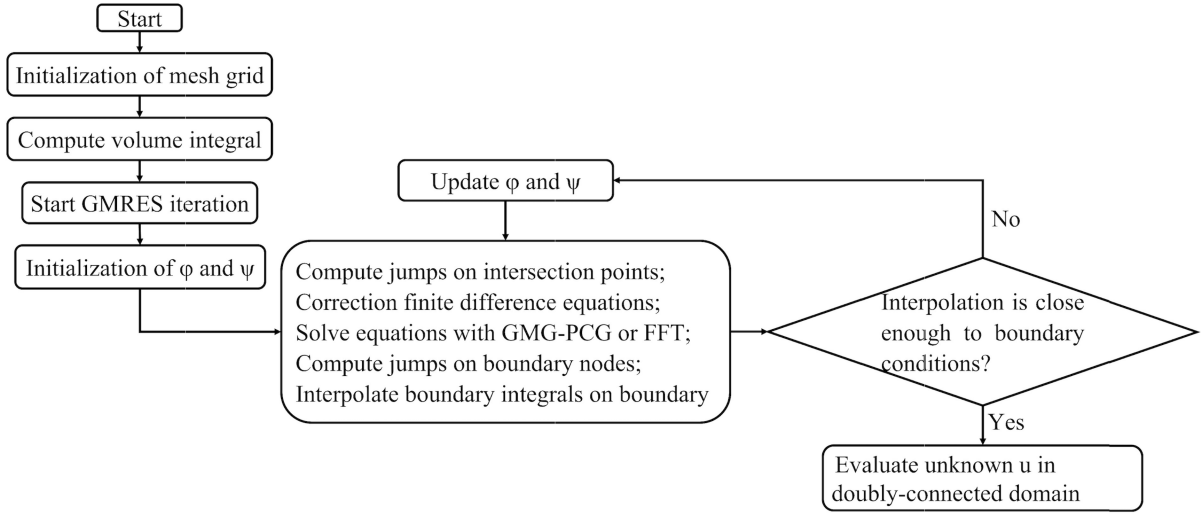 Start
Initialization of mesh grid
Compute volume integral
Start GMRES iteration
Initialization of φ and ψ
Update φ and ψ
Compute jumps on intersection points;
Correction finite difference equations;
Solve equations with GMG-PCG or FFT;
Compute jumps on boundary nodes;
Interpolate boundary integrals on boundary
No
Interpolation is close
enough to boundary
conditions?
Yes
Evaluate unknown u in
doubly-connected domain